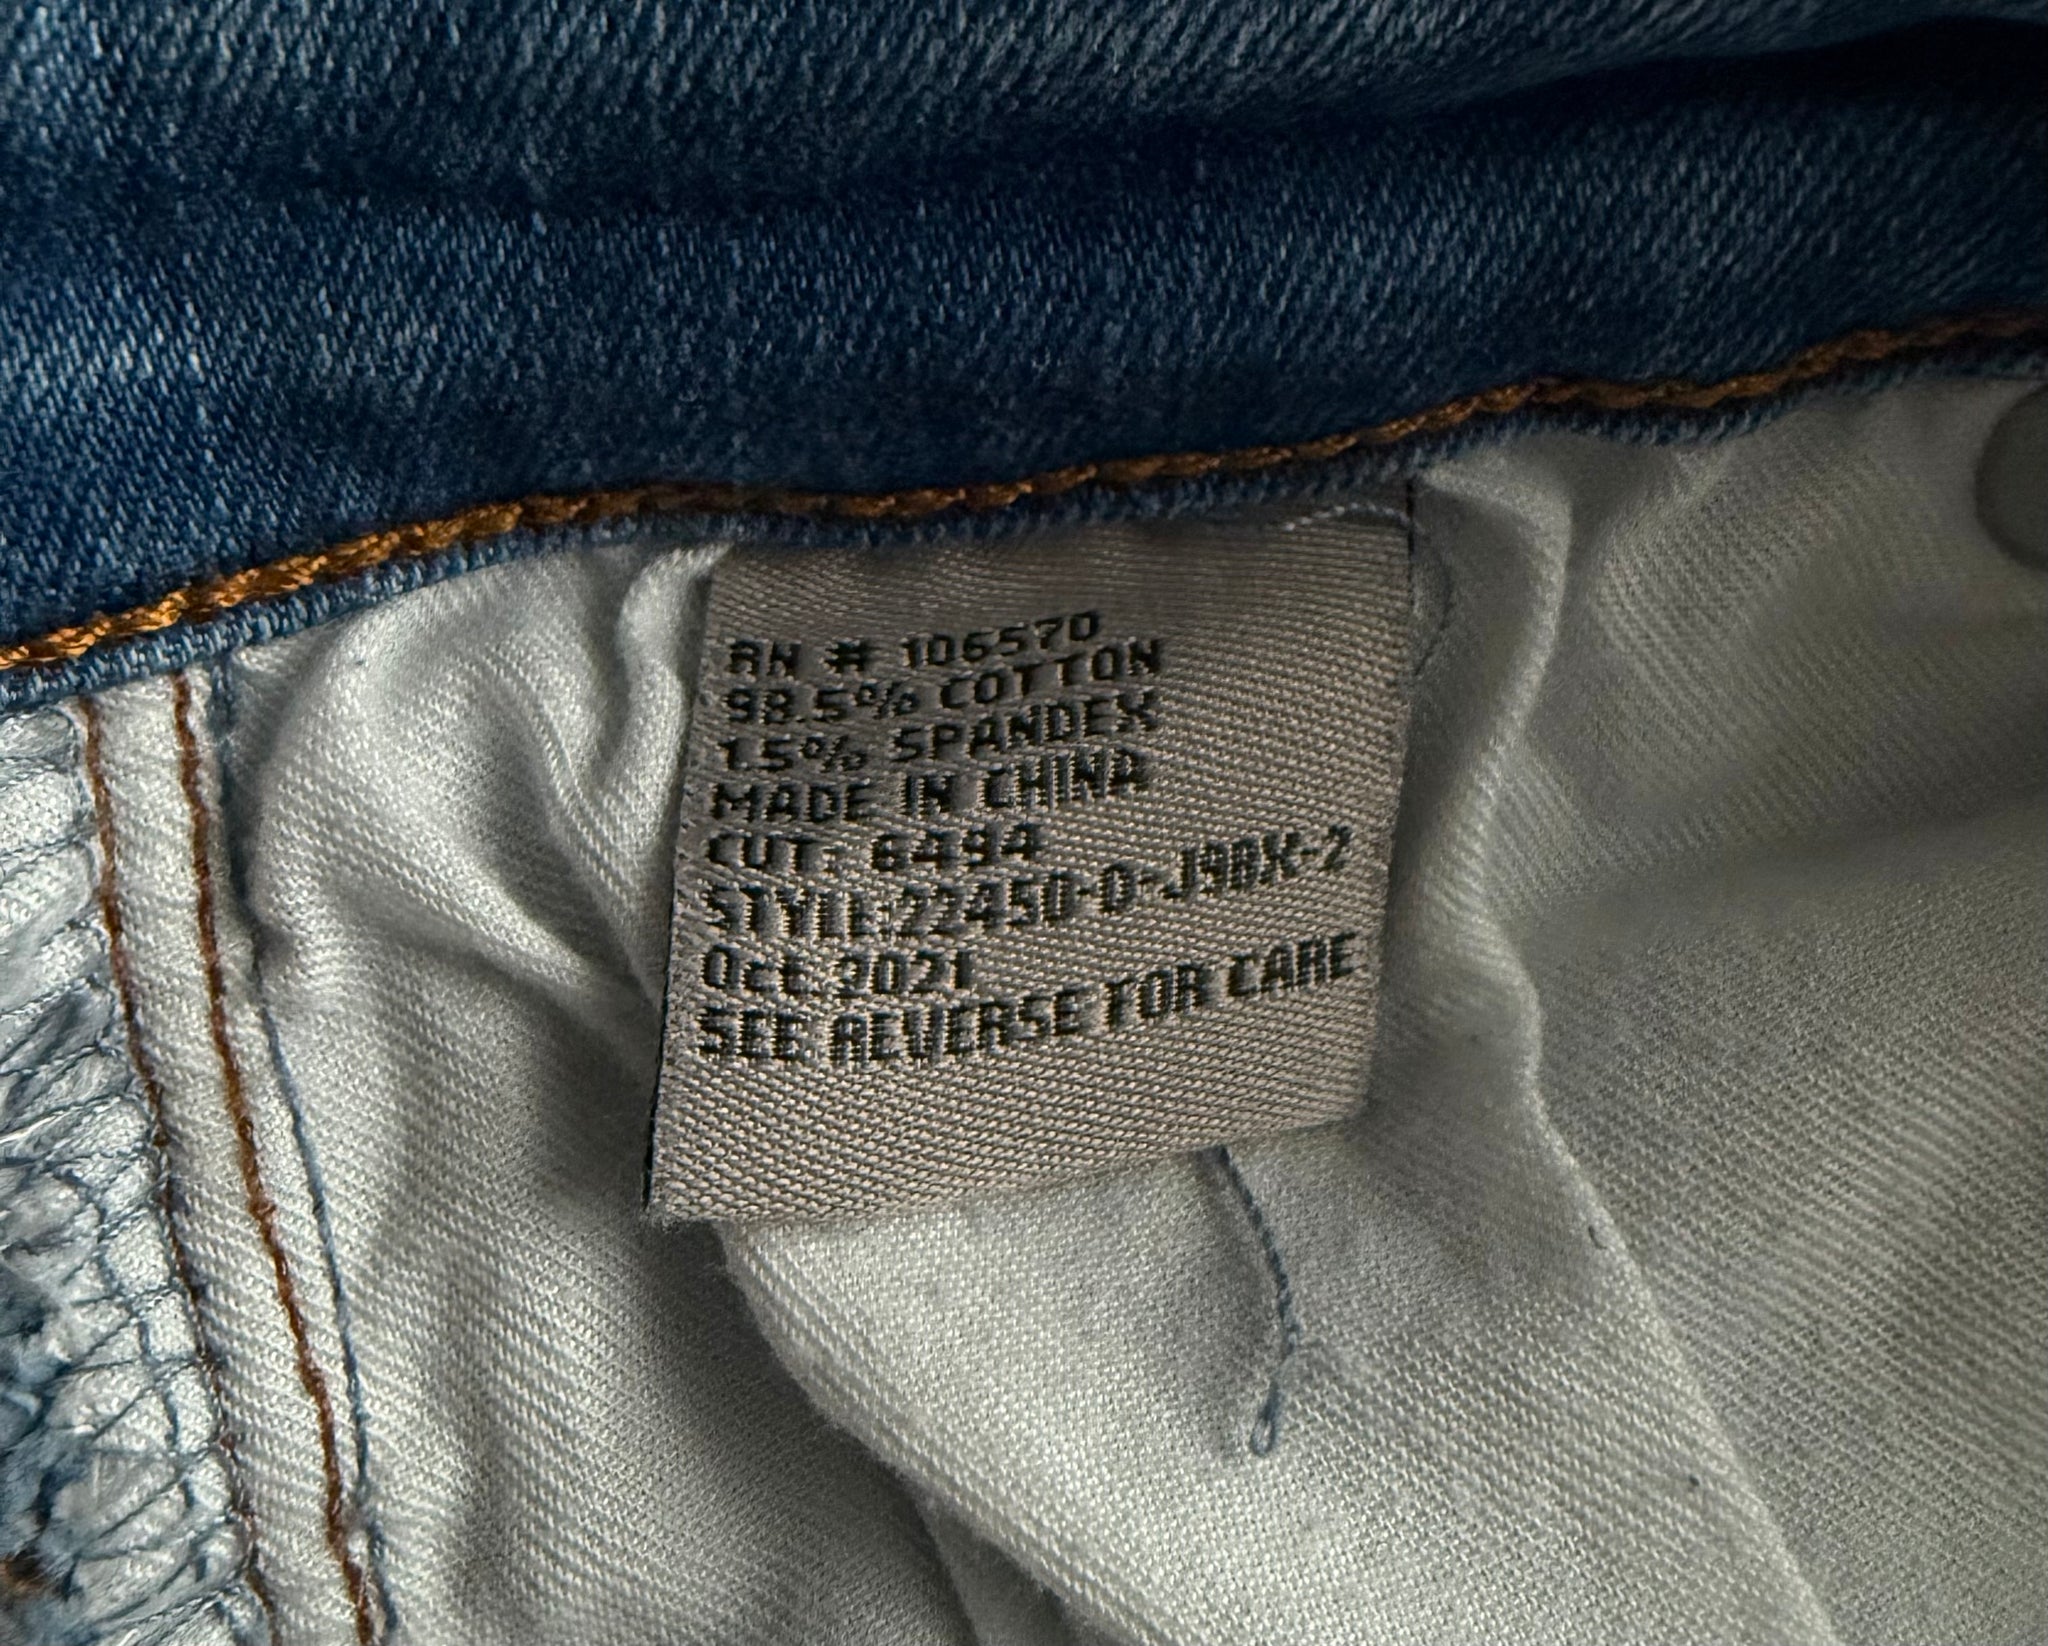 RN # 106570
98.5% COTTON
1.5% SPANDEX
MADE IN CHINA
CUT: 6494
STYLE:22450-D-J9BX-2
Oct. 2021
SEE REVERSE FOR CARE